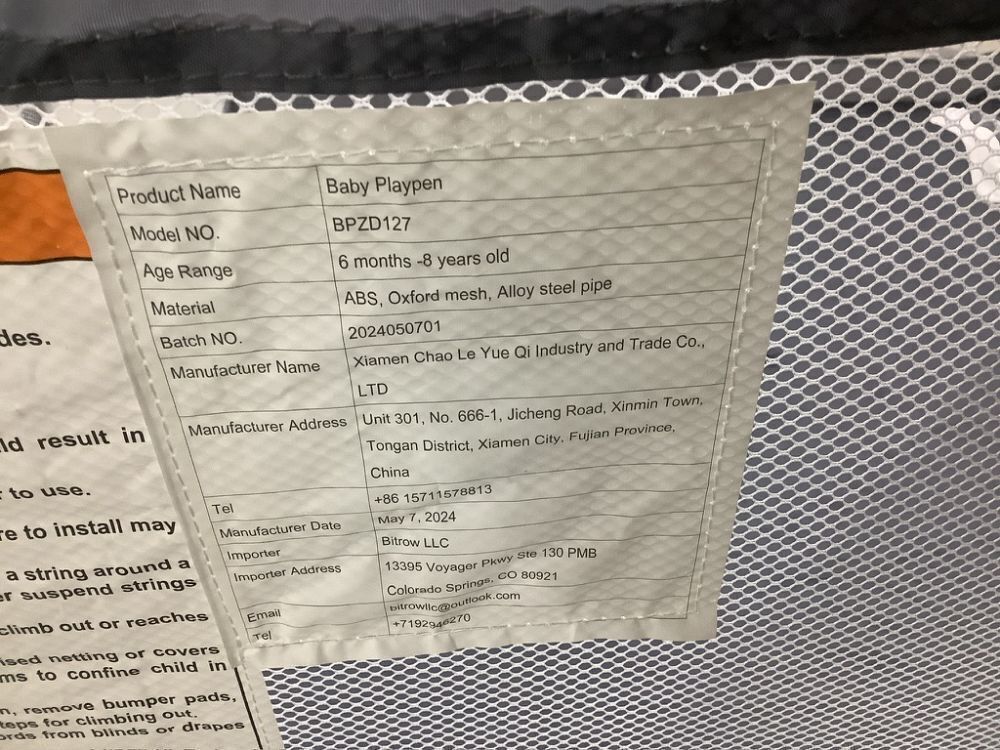 Product Name Baby Playpen
Model NO. BPZD127
Age Range 6 months -8 years old
Material ABS, Oxford mesh, Alloy steel pipe
Batch NO. 2024050701
Manufacturer Name Xiamen Chao Le Yue Qi Industry and Trade Co.,
LTD
Manufacturer Address Unit 301, No. 666-1, Jicheng Road, Xinmin Town,
Tongan District, Xiamen City, Fujian Province,
China
Tel +86 15711578813
Manufacturer Date May 7, 2024
Importer Bitrow LLC
Importer Address 13395 Voyager Pkwy Ste 130 PMB
Colorado Springs, CO 80921
Email bitrowllc@outlook.com
Tel +7192946270
des.
ld result in
to use.
re to install may
a string around a
er suspend strings
climb out or reaches
ised netting or covers
ms to confine child in
n, remove bumper pads,
teps for climbing out.
ords from blinds or drapes